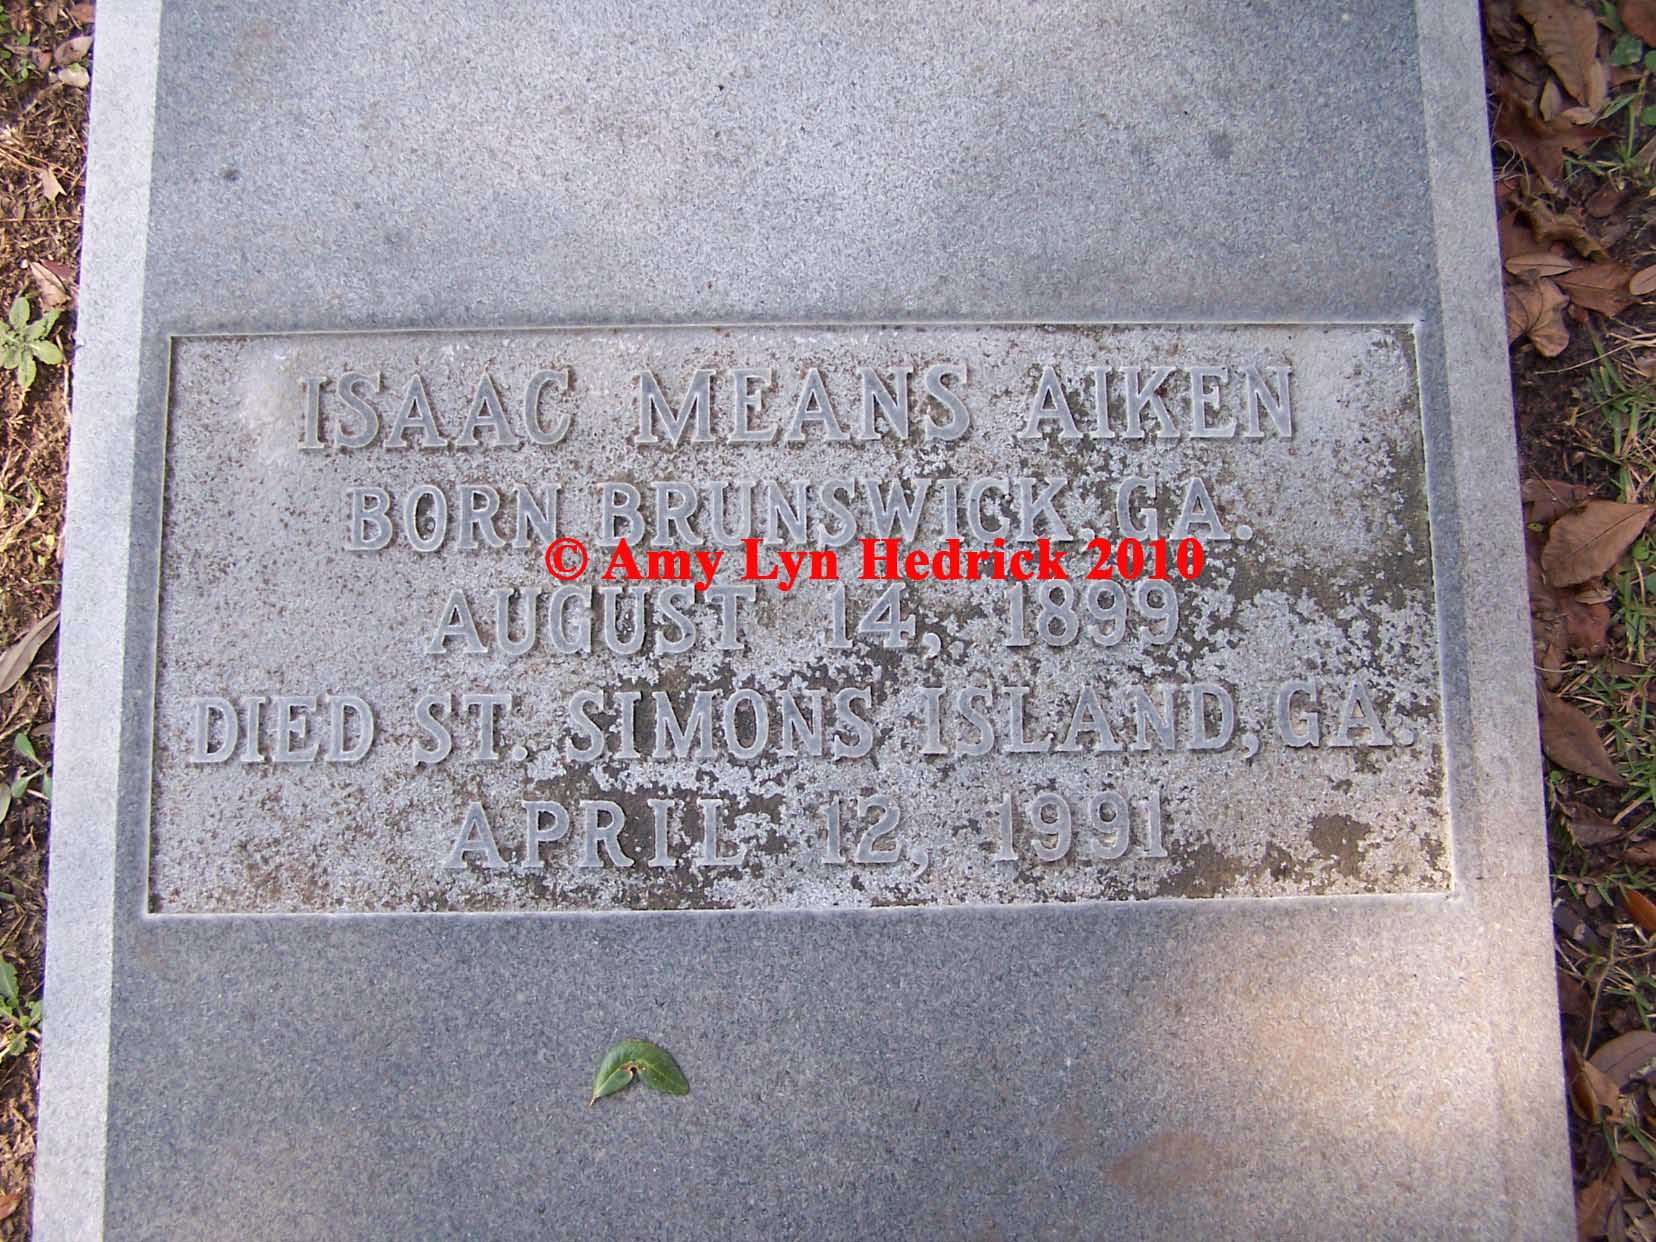 ISAAC MEANS AIKEN
BORN BRUNSWICK, GA.
© Amy Lyn Hedrick 2010
AUGUST 14, 1899
DIED ST. SIMONS ISLAND, GA.
APRIL 12, 1991